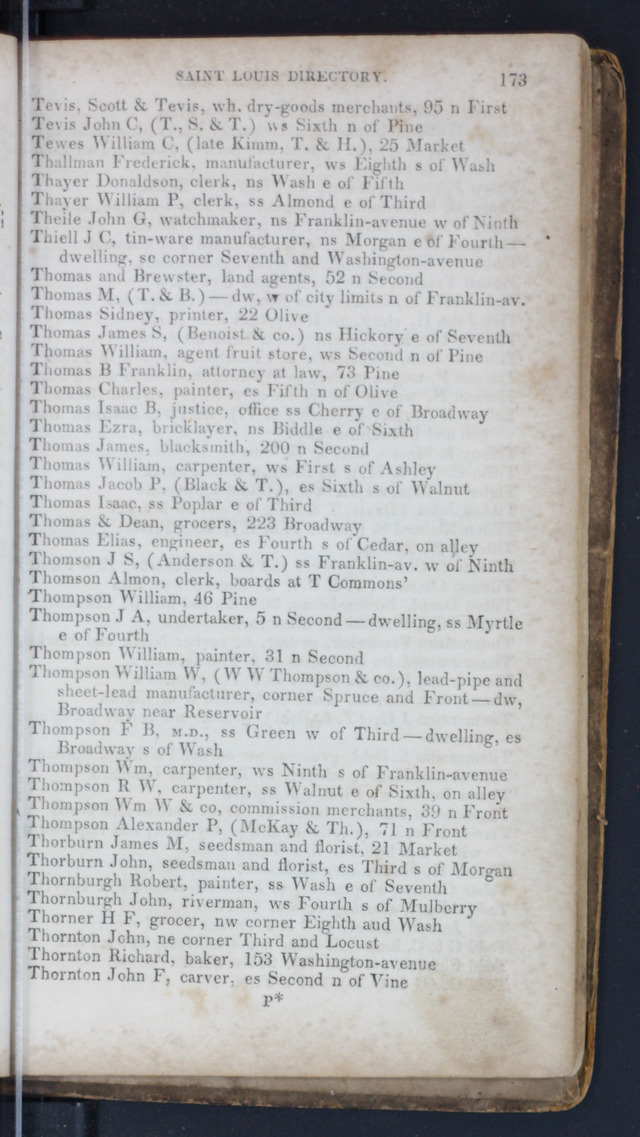 SAINT LOUIS DIRECTORY. 173
Tevis, Scott & Tevis, wh. dry-goods merchants, 95 n First
Tevis John C, (T., S. & T.) ws Sixth n of Pine
Tewes William C, (late Kimm, T. & H.), 25 Market
Thallman Frederick, manufacturer, ws Eighth s of Wash
Thayer Donaldson, clerk, ns Wash e of Fifth
Thayer William P, clerk, ss Almond e of Third
Theile John G, watchmaker, ns Franklin-avenue w of Ninth
Thiell J C, tin-ware manufacturer, ns Morgan e of Fourth—
dwelling, se corner Seventh and Washington-avenue
Thomas and Brewster, land agents, 52 n Second
Thomas M, (T. & B.)—dw, w of city limits n of Franklin-av.
Thomas Sidney, printer, 22 Olive
Thomas James S, (Benoist & co.) ns Hickory e of Seventh
Thomas William, agent fruit store, ws Second n of Pine
Thomas B Franklin, attorney at law, 73 Pine
Thomas Charles, painter, es Fifth n of Olive
Thomas Isaac B, justice, office ss Cherry e of Broadway
Thomas Ezra, bricklayer, ns Biddle e of Sixth
Thomas James, blacksmith, 200 n Second
Thomas William, carpenter, ws First s of Ashley
Thomas Jacob P, (Black & T.), es Sixth s of Walnut
Thomas Isaac, ss Poplar e of Third
Thomas & Dean, grocers, 223 Broadway
Thomas Elias, engineer, es Fourth s of Cedar, on alley
Thomson J S, (Anderson & T.) ss Franklin-av. w of Ninth
Thomson Almon, clerk, boards at T Commons'
Thompson William, 46 Pine
Thompson J A, undertaker, 5 n Second—dwelling, ss Myrtle
e of Fourth
Thompson William, painter, 31 n Second
Thompson William W, (W W Thompson & co.), lead-pipe and
sheet-lead manufacturer, corner Spruce and Front—dw,
Broadway near Reservoir
Thompson F B, M.D., ss Green w of Third—dwelling, es
Broadway s of Wash
Thompson Wm, carpenter, ws Ninth s of Franklin-avenue
Thompson R W, carpenter, ss Walnut e of Sixth, on alley
Thompson Wm W & co, commission merchants, 39 n Front
Thompson Alexander P, (McKay & Th.), 71 n Front
Thorburn James M, seedsman and florist, 21 Market
Thorburn John, seedsman and florist, es Third s of Morgan
Thornburgh Robert, painter, ss Wash e of Seventh
Thornburgh John, riverman, ws Fourth s of Mulberry
Thorner H F, grocer, nw corner Eighth aud Wash
Thornton John, ne corner Third and Locust
Thornton Richard, baker, 153 Washington-avenue
Thornton John F, carver, es Second n of Vine
P*